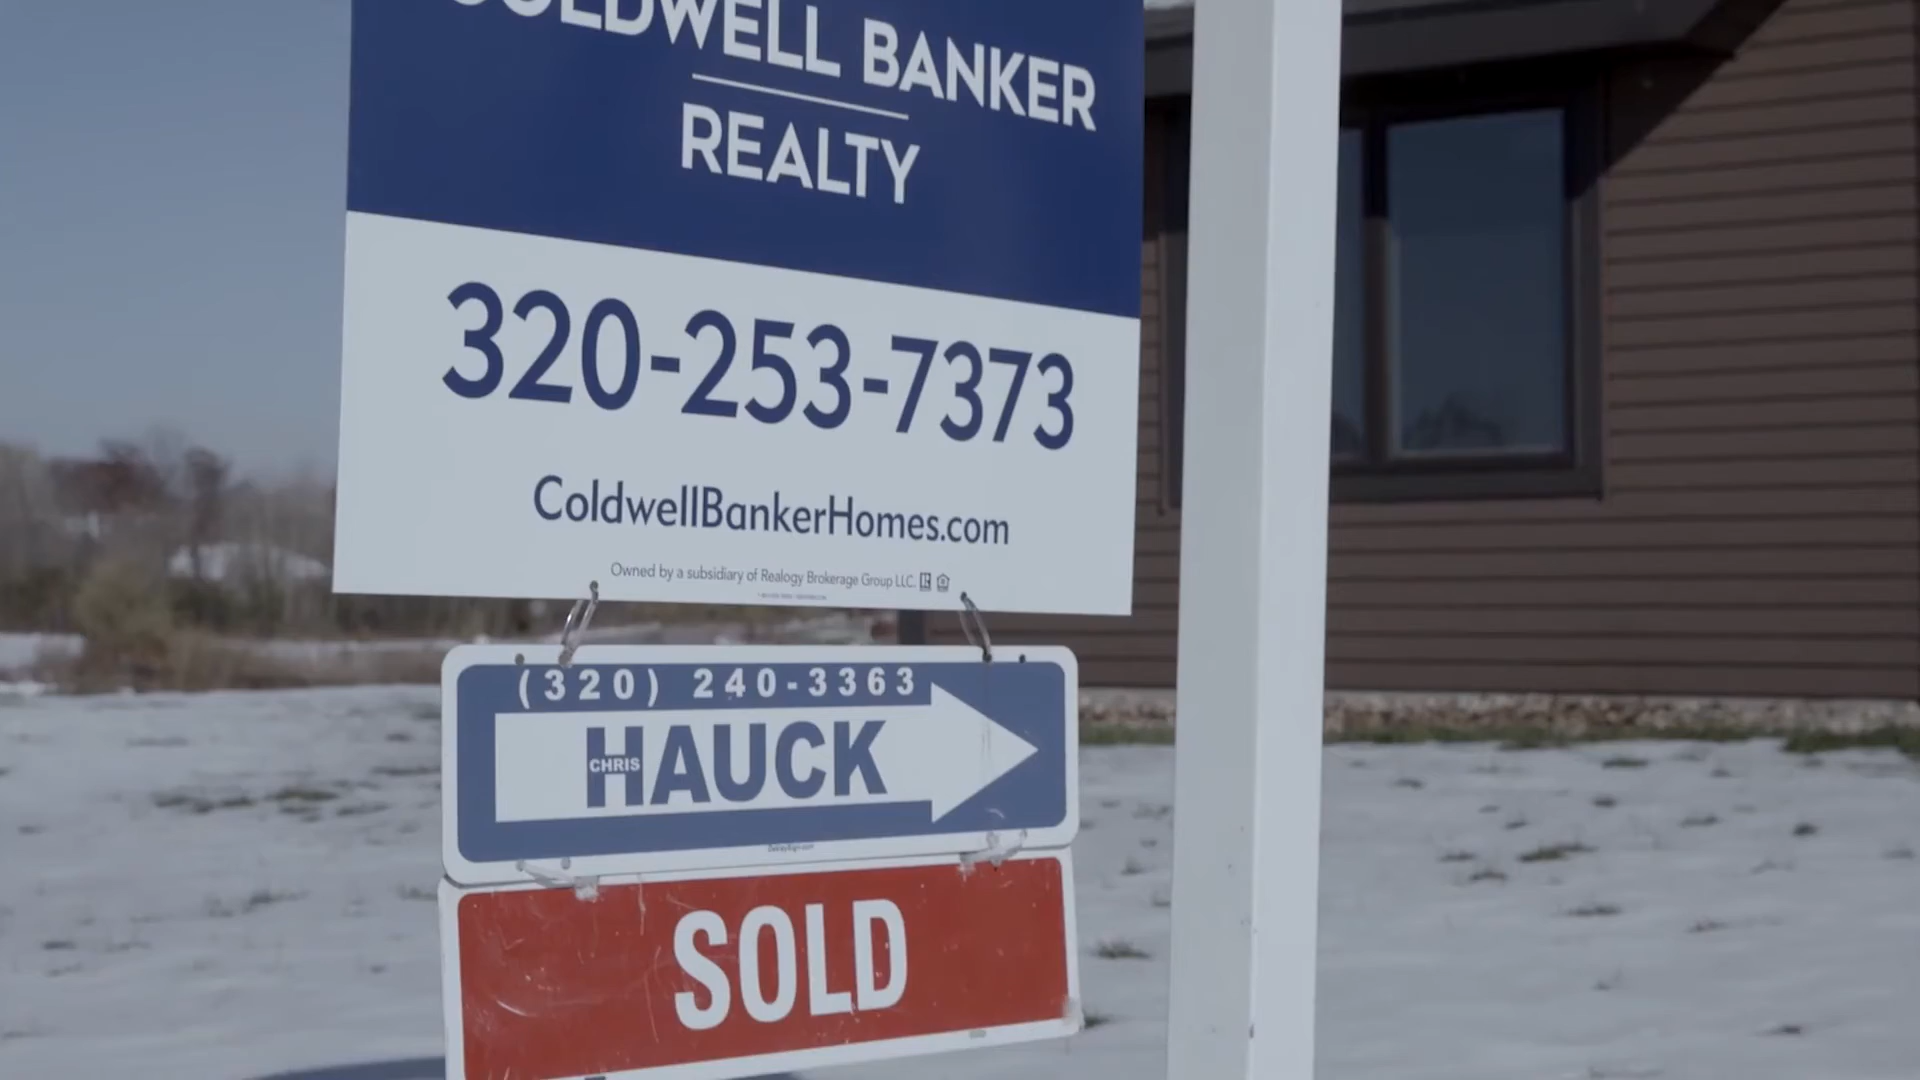 COLDWELL BANKER
REALTY
320-253-7373
ColdwellBankerHomes.com
Owned by a subsidiary of Realogy Brokerage Group LLC.
(320) 240-3363
CHRIS HAUCK
SOLD